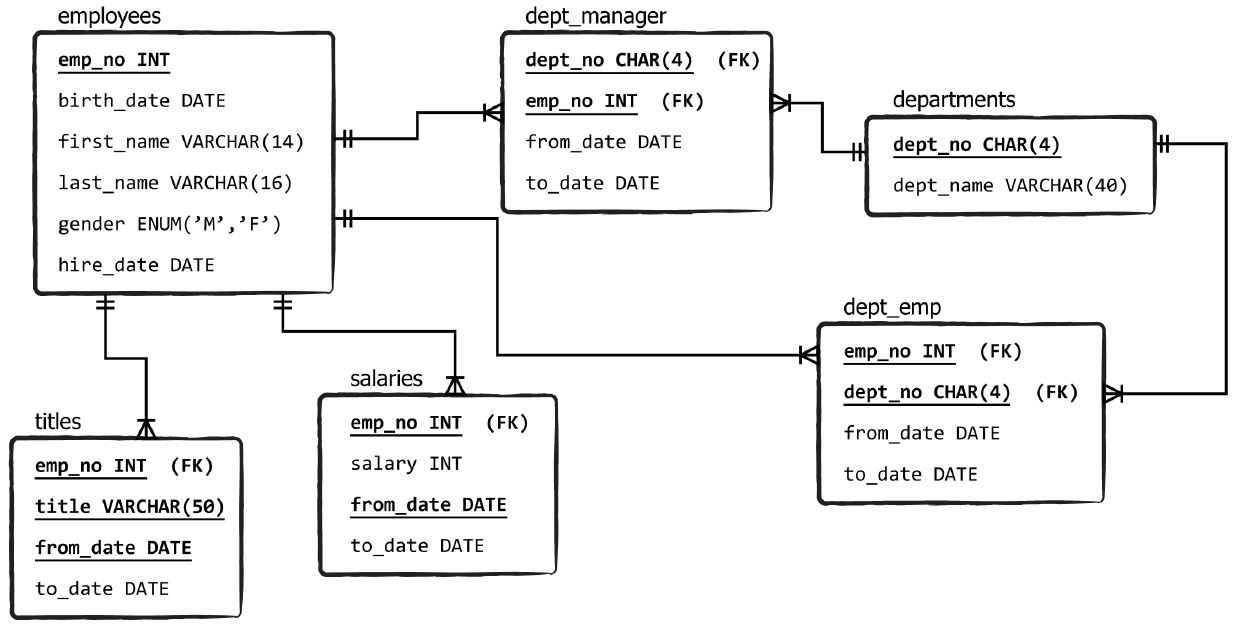 employees
emp_no INT
birth_date DATE
first_name VARCHAR(14)
last_name VARCHAR(16)
gender ENUM(’M’,’F’)
hire_date DATE
dept_manager
dept_no CHAR(4) (FK)
emp_no INT (FK)
from_date DATE
to_date DATE
departments
dept_no CHAR(4)
dept_name VARCHAR(40)
dept_emp
emp_no INT (FK)
dept_no CHAR(4) (FK)
from_date DATE
to_date DATE
salaries
emp_no INT (FK)
salary INT
from_date DATE
to_date DATE
titles
emp_no INT (FK)
title VARCHAR(50)
from_date DATE
to_date DATE